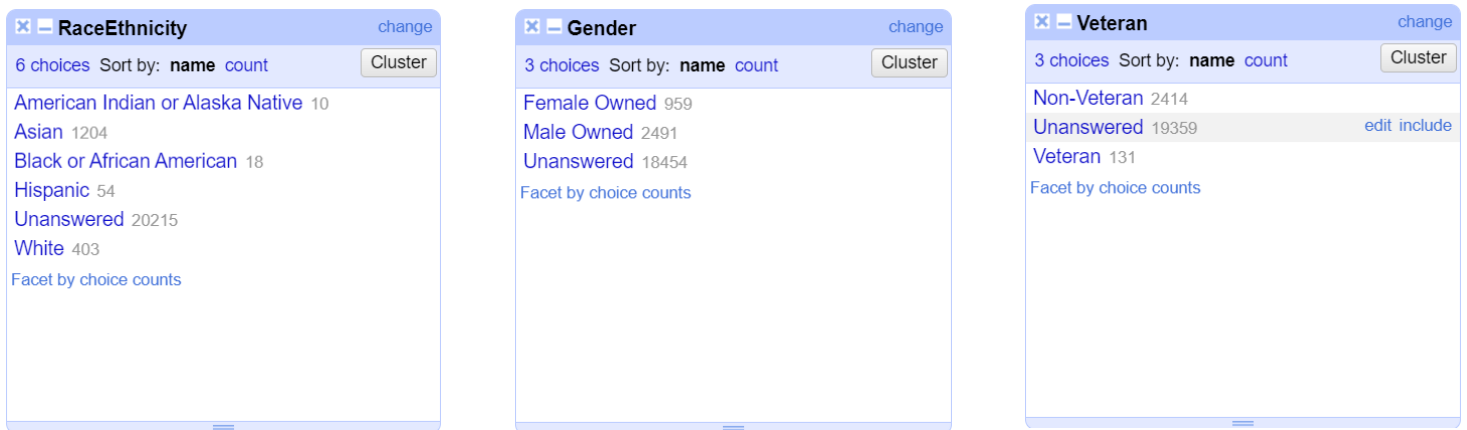 RaceEthnicity change
6 choices Sort by: name count Cluster
American Indian or Alaska Native 10
Asian 1204
Black or African American 18
Hispanic 54
Unanswered 20215
White 403
Facet by choice counts
Gender change
3 choices Sort by: name count Cluster
Female Owned 959
Male Owned 2491
Unanswered 18454
Facet by choice counts
Veteran change
3 choices Sort by: name count Cluster
Non-Veteran 2414
Unanswered 19359 edit include
Veteran 131
Facet by choice counts